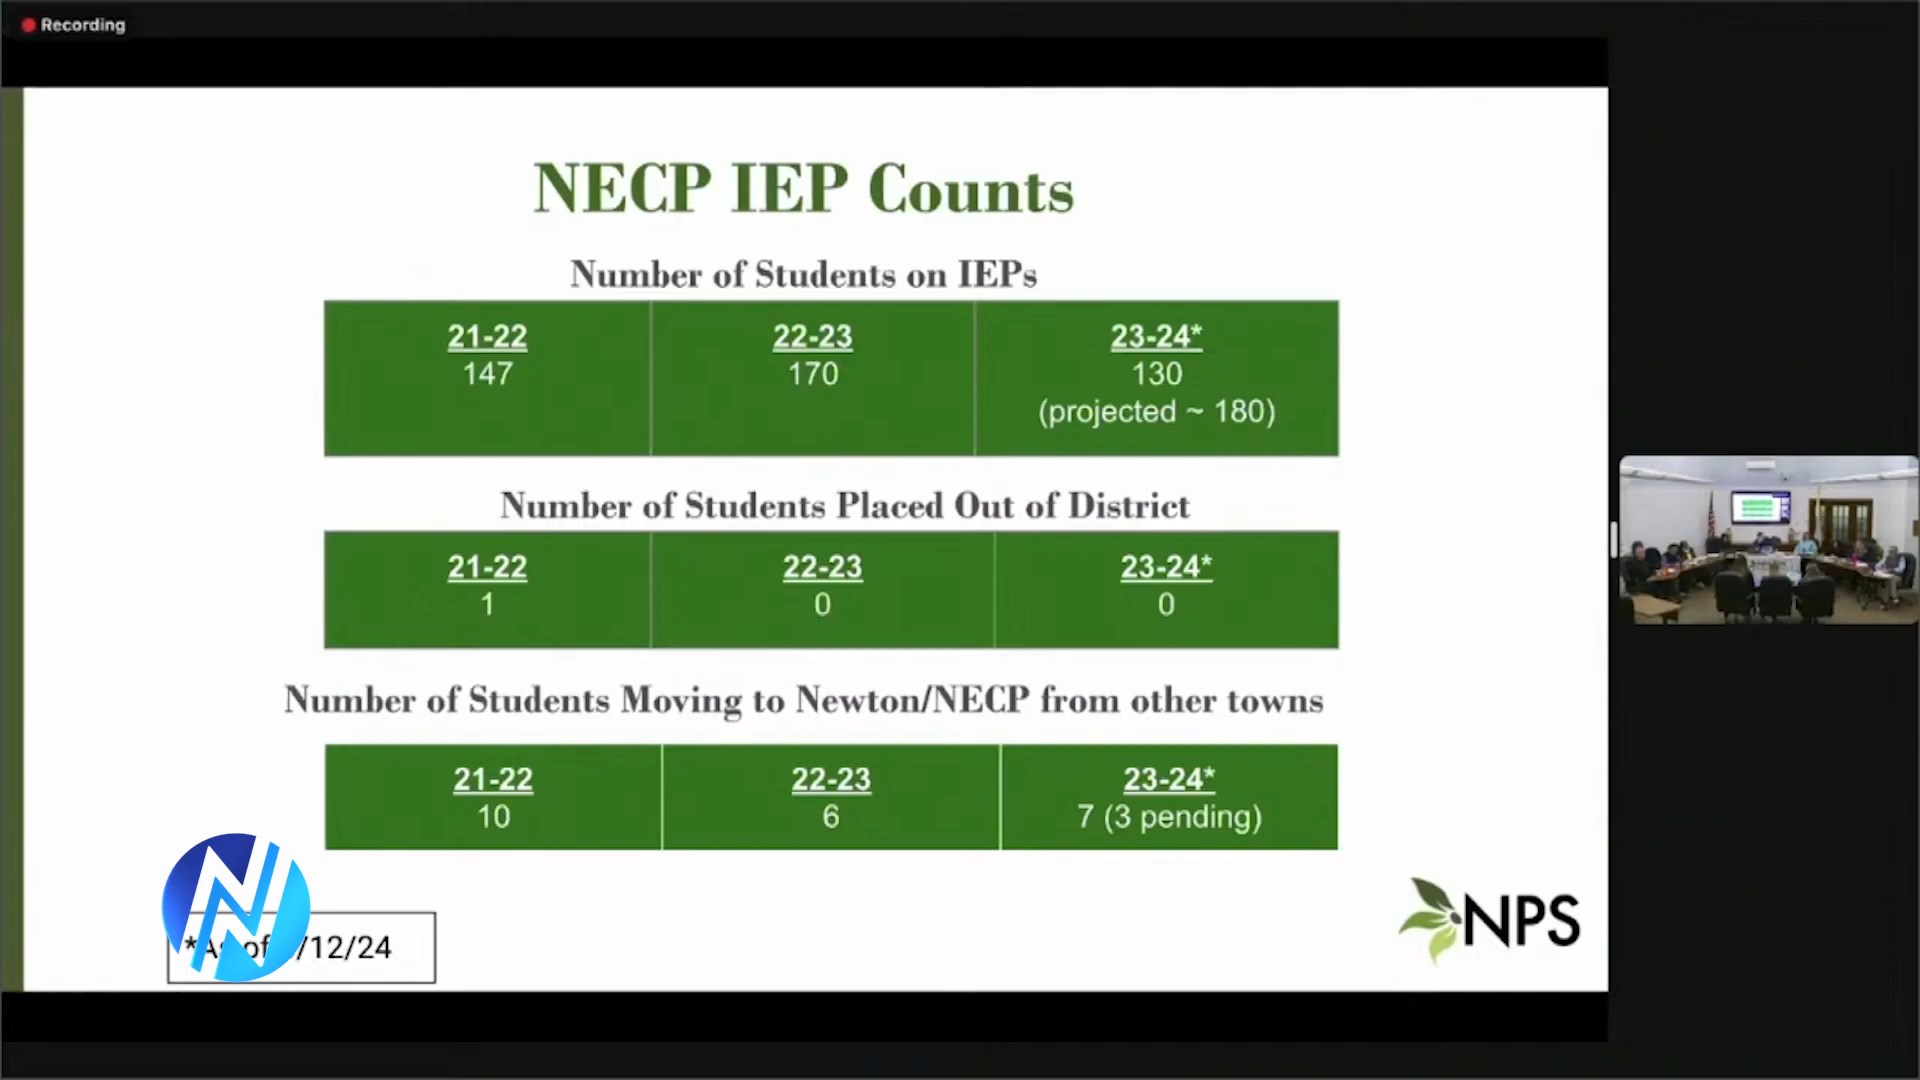 Recording
NECP IEP Counts
Number of Students on IEPs
21-22
147
22-23
170
23-24*
130
(projected ~ 180)
Number of Students Placed Out of District
21-22
1
22-23
0
23-24*
0
Number of Students Moving to Newton/NECP from other towns
21-22
10
22-23
6
23-24*
7 (3 pending)
*As of /12/24
NPS